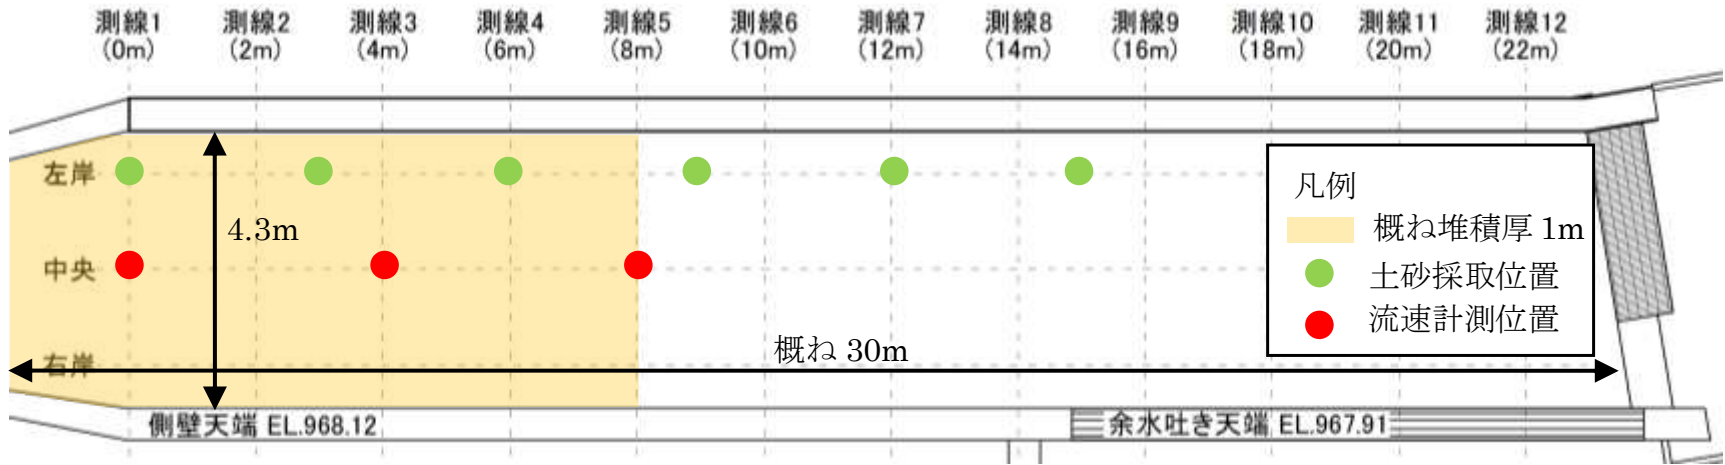 測線1 測線2 測線3 測線4 測線5 測線6 測線7 測線8 測線9 測線10 測線11 測線12
(0m) (2m) (4m) (6m) (8m) (10m) (12m) (14m) (16m) (18m) (20m) (22m)
左岸
4.3m
中央
右岸
概ね 30m
凡例
概ね堆積厚 1m
土砂採取位置
流速計測位置
側壁天端 EL.968.12
余水吐き天端 EL.967.91